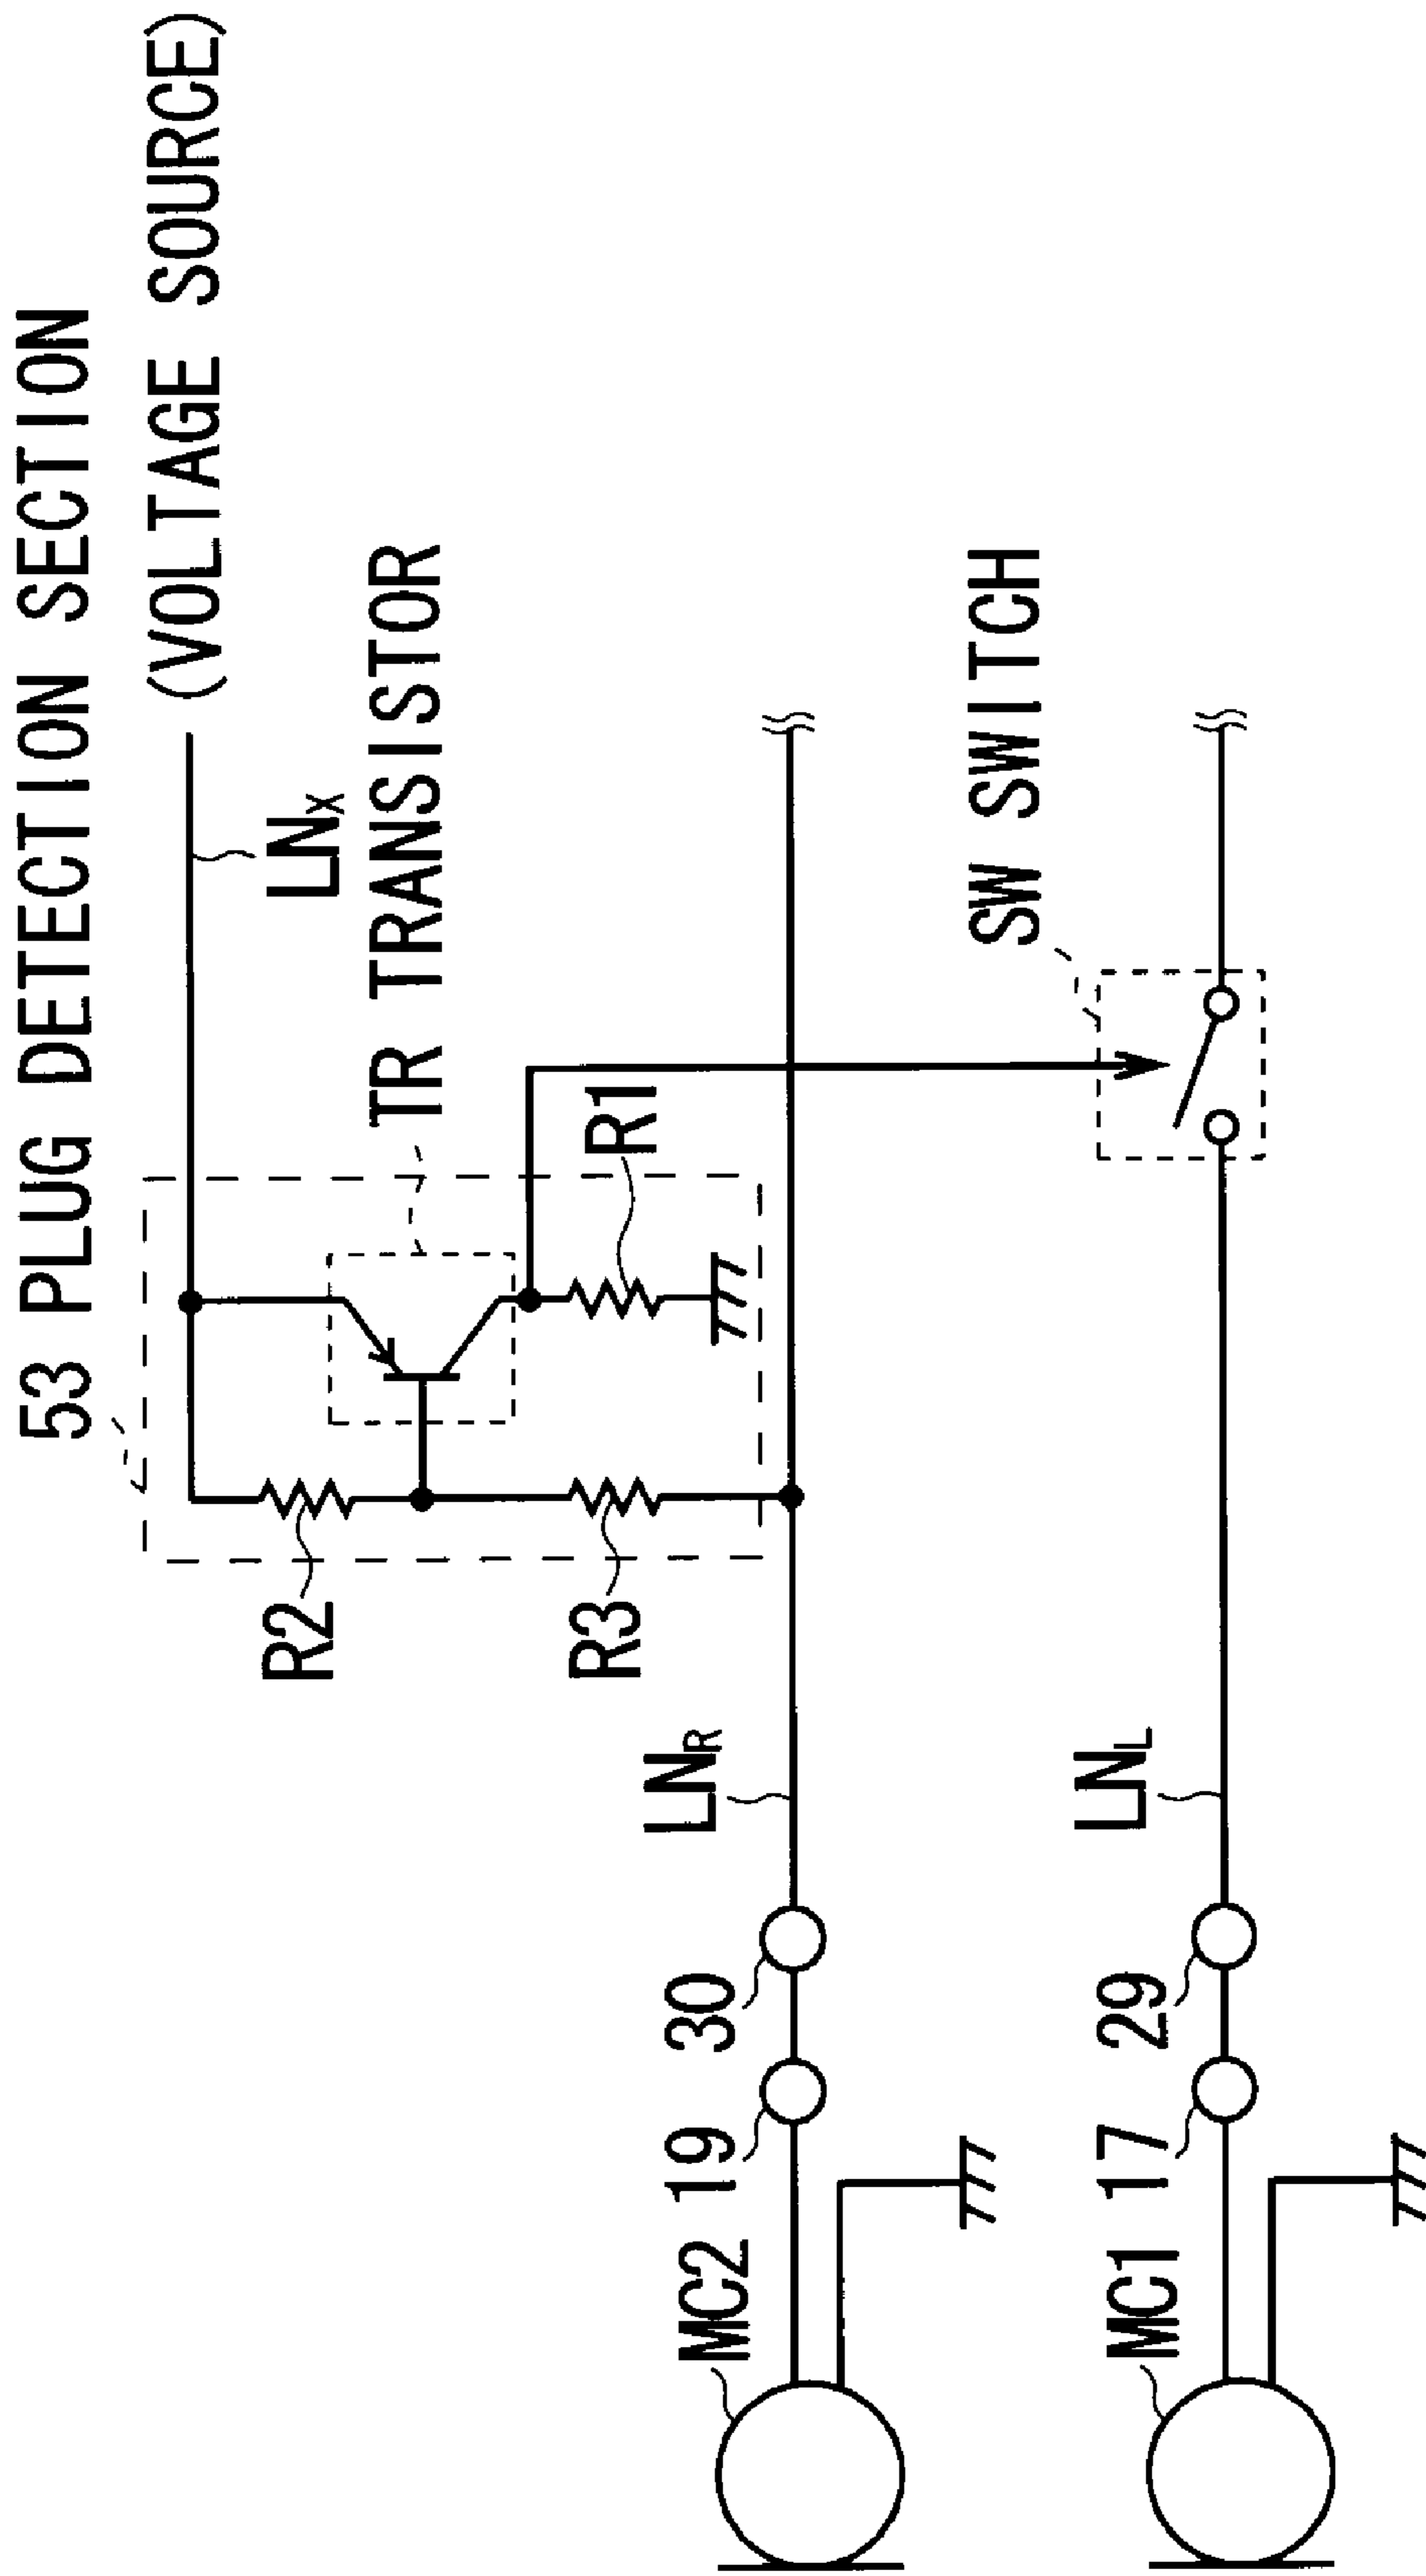 53 PLUG DETECTION SECTION
(VOLTAGE SOURCE)
LNX
TR TRANSISTOR
R2
R1
R3
LNR
MC2 19 30
SW SWITCH
LNL
MC1 17 29